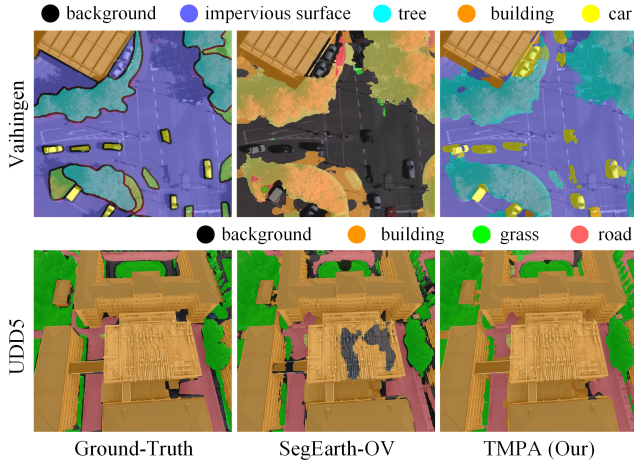 background impervious surface tree building car
Vaihingen
background building grass road
UDD5
Ground-Truth SegEarth-OV TMPA (Our)